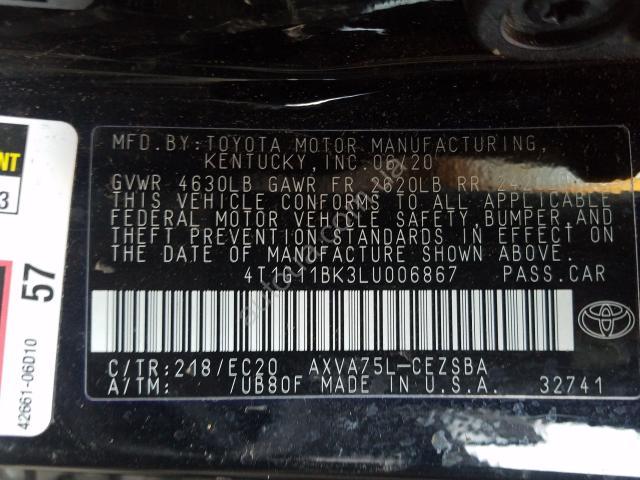 MFD.BY:TOYOTA MOTOR MANUFACTURING,
KENTUCKY,INC.06/20
GVWR 4630LB GAWR FR 2620LB RR
THIS VEHICLE CONFORMS TO ALL APPLICABLE
FEDERAL MOTOR VEHICLE SAFETY,BUMPER,AND
THEFT PREVENTION STANDARDS IN EFFECT ON
THE DATE OF MANUFACTURE SHOWN ABOVE.
PASS.CAR
C/TR:218/EC20 AXVA75L-CEZSBA
A/TM: /UB80F MADE IN U.S.A. 32741
57
42661-06D10